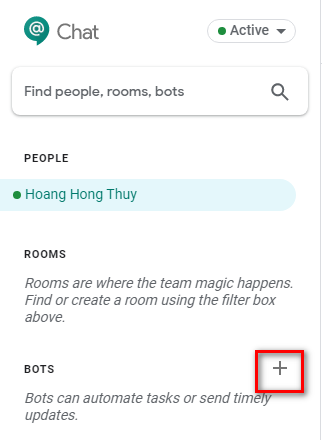 Chat
Active
Find people, rooms, bots
PEOPLE
Hoang Hong Thuy
ROOMS
Rooms are where the team magic happens.
Find or create a room using the filter box
above.
BOTS
Bots can automate tasks or send timely
updates.